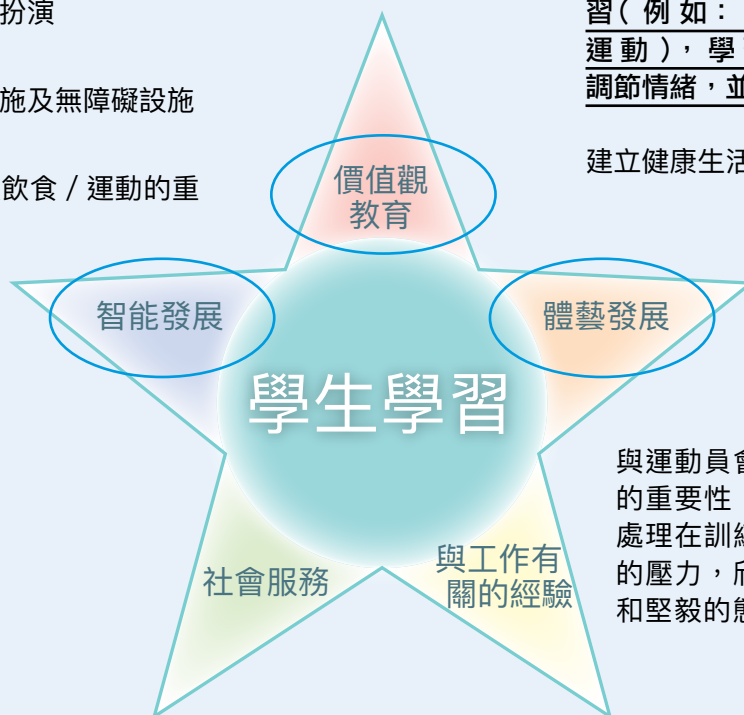 扮演
施及無障礙設施
飲食 / 運動的重
習（例如：
運動），學
調節情緒，並
建立健康生活
價值觀
教育
智能發展
體藝發展
學生學習
社會服務
與工作有
關的經驗
與運動員會
的重要性
處理在訓練
的壓力，欣
和堅毅的態